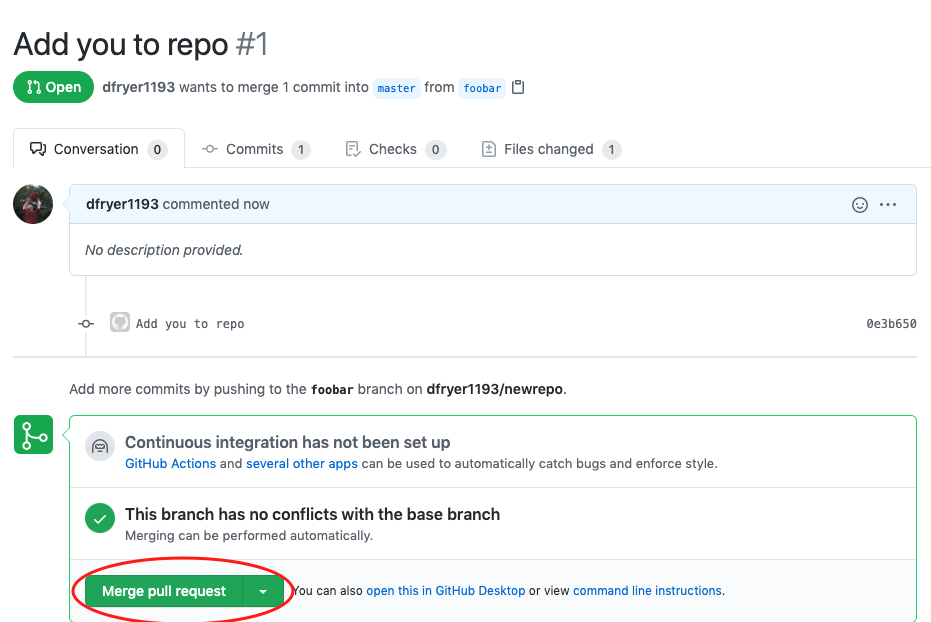 Add you to repo #1
Open dfryer1193 wants to merge 1 commit into master from foobar
Conversation 0 Commits 1 Checks 0 Files changed 1
dfryer1193 commented now
No description provided.
Add you to repo 0e3b650
Add more commits by pushing to the foobar branch on dfryer1193/newrepo.
Continuous integration has not been set up
GitHub Actions and several other apps can be used to automatically catch bugs and enforce style.
This branch has no conflicts with the base branch
Merging can be performed automatically.
Merge pull request You can also open this in GitHub Desktop or view command line instructions.